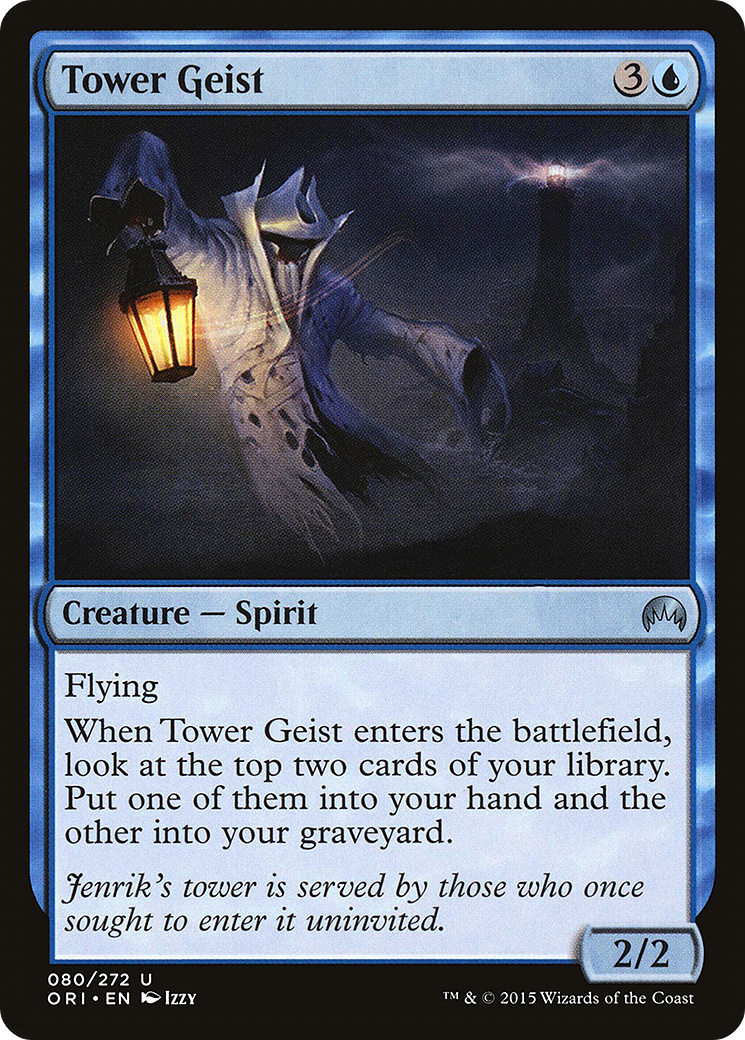 Tower Geist 3
Creature — Spirit
Flying
When Tower Geist enters the battlefield,
look at the top two cards of your library.
Put one of them into your hand and the
other into your graveyard.
Jenrik's tower is served by those who once
sought to enter it uninvited.
2/2
080/272 U
ORI • EN Izzy
™ & © 2015 Wizards of the Coast